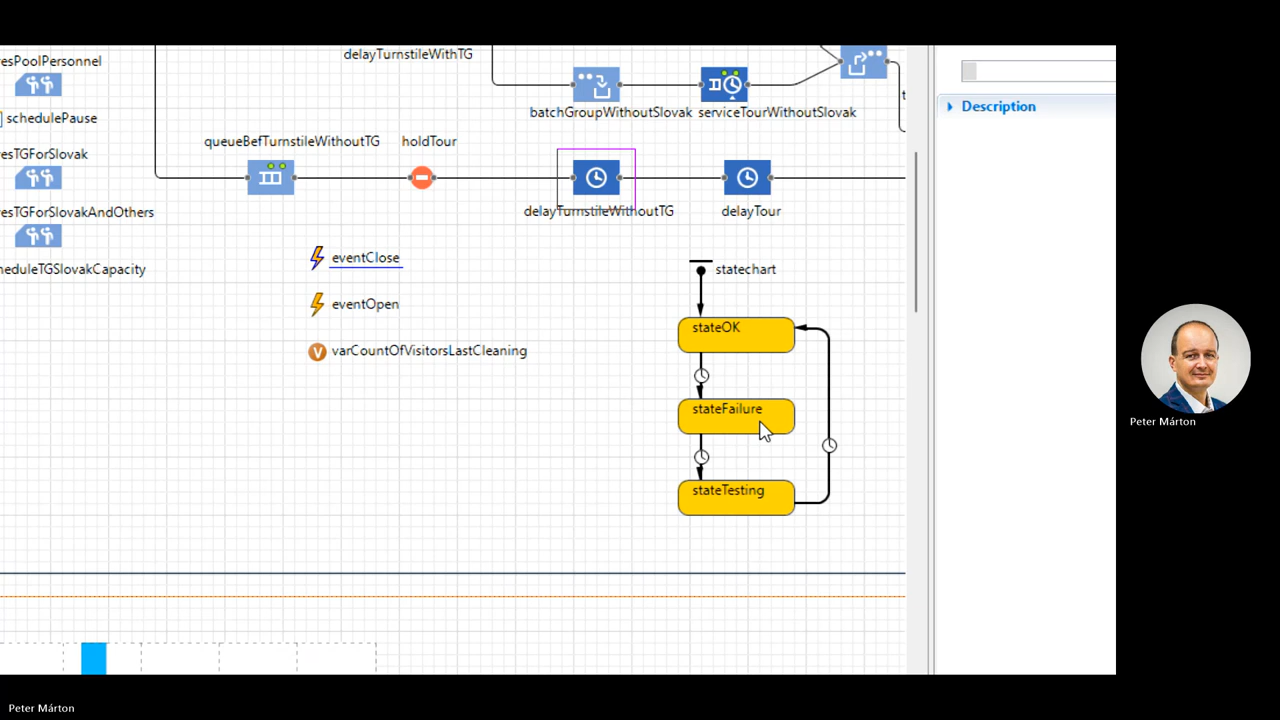 delayTurnstileWithTG
esPoolPersonnel
schedulePause
batchGroupWithoutSlovak
serviceTourWithoutSlovak
t
queueBefTurnstileWithoutTG
holdTour
esTGForSlovak
esTGForSlovakAndOthers
delayTurnstileWithoutTG
delayTour
heduleTGSlovakCapacity
eventClose
statechart
eventOpen
stateOK
varCountOfVisitorsLastCleaning
stateFailure
stateTesting
Description
Peter Márton
Peter Márton